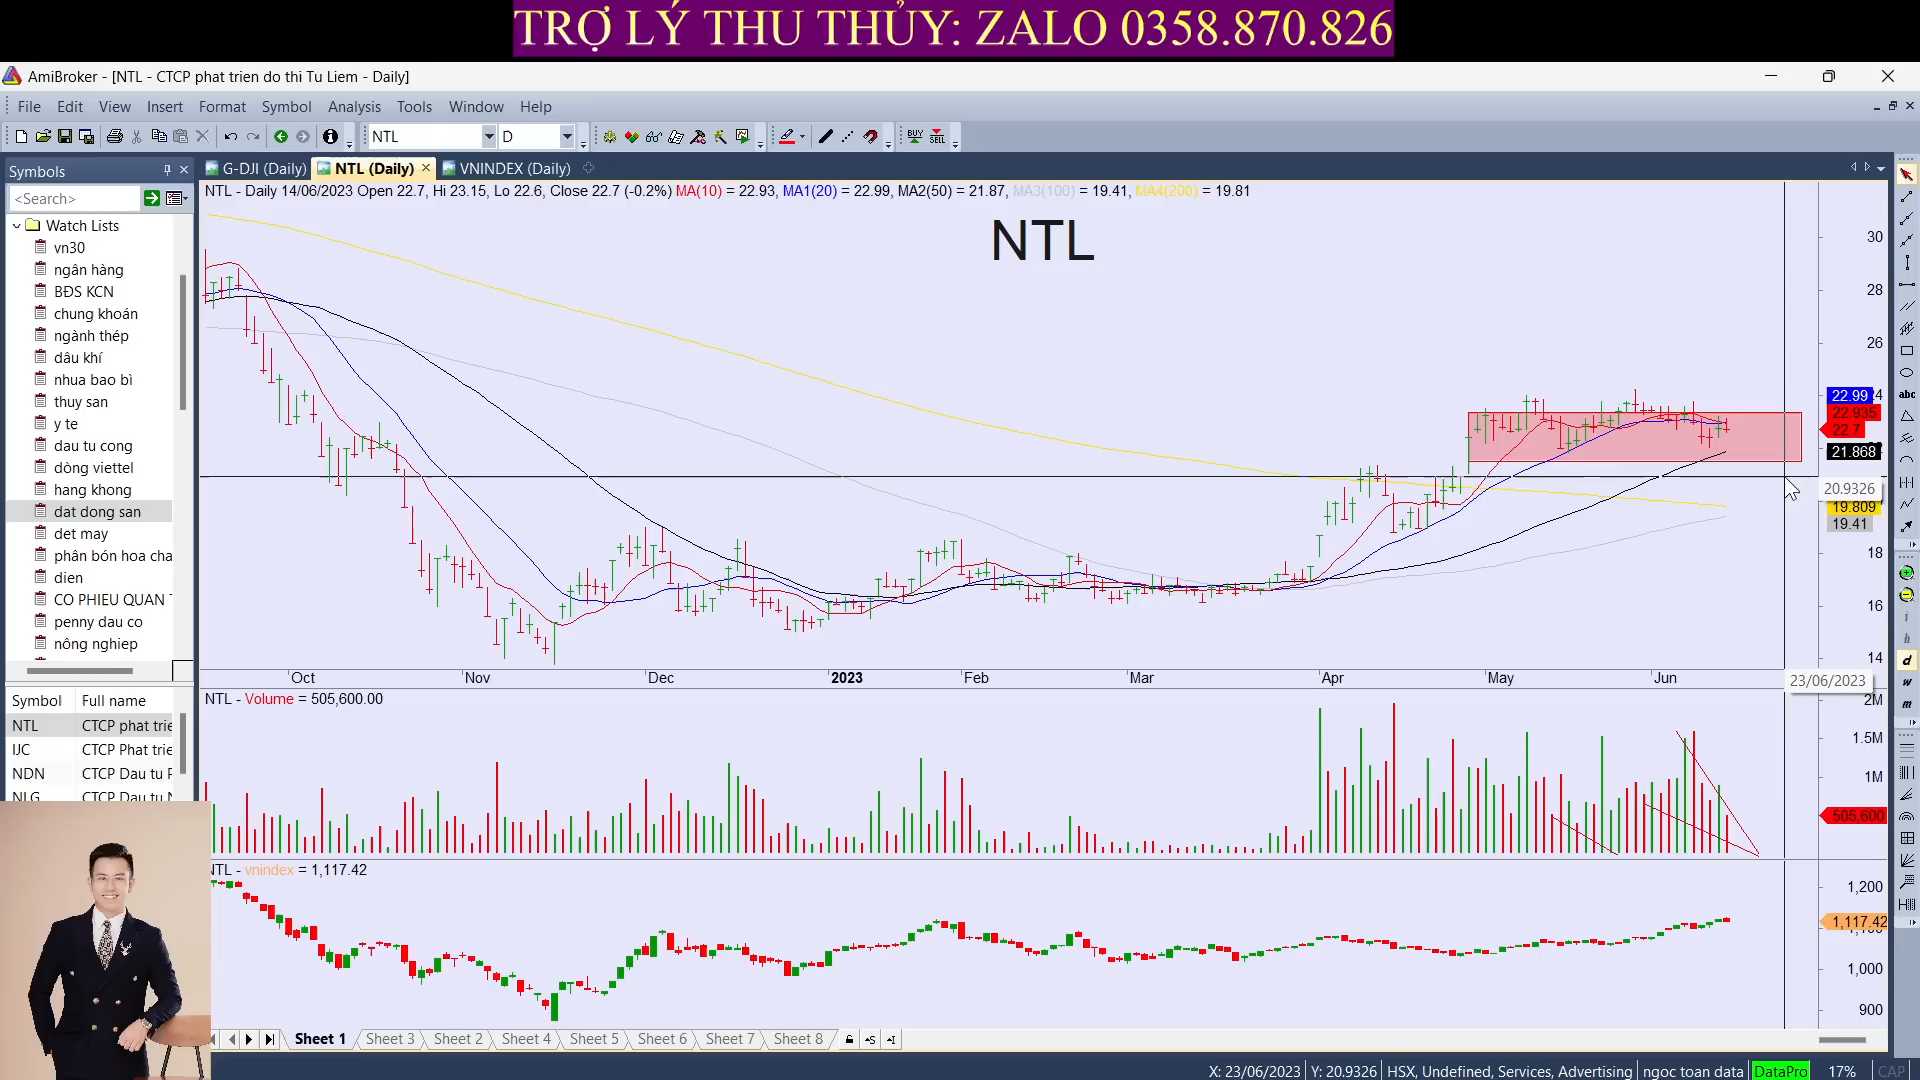 TRỢ LÝ THU THỦY: ZALO 0358.870.826
AmiBroker - [NTL - CTCP phat trien do thi Tu Liem - Daily]
File Edit View Insert Format Symbol Analysis Tools Window Help
NTL D BUY SELL
Symbols
G-DJI (Daily) NTL (Daily) VNINDEX (Daily)
<Search>
NTL - Daily 14/06/2023 Open 22.7, Hi 23.15, Lo 22.6, Close 22.7 (-0.2%) MA(10) = 22.93, MA1(20) = 22.99, MA2(50) = 21.87, MA3(100) = 19.41, MA4(200) = 19.81
NTL
Watch Lists
vn30
ngân hàng
BĐS KCN
chung khoán
ngành thép
dâu khí
nhua bao bì
thuy san
y te
dau tu cong
dòng viettel
hang khong
dat dong san
det may
phân bón hoa cha
dien
CO PHIEU QUAN
penny dau co
nông nghiep
30
28
26
22.99
22.935
22.7
21.868
20.9326
19.809
19.41
18
16
14
Oct Nov Dec 2023 Feb Mar Apr May Jun 23/06/2023
Symbol Full name
NTL CTCP phat trie
IJC CTCP Phat trie
NDN CTCP Dau tu P
NLG CTCP Dau tu N
NTL - Volume = 505,600.00
2M
1.5M
1M
505,600
NTL - vnindex = 1,117.42
1,200
1,117.42
1,000
900
Sheet 1 Sheet 3 Sheet 2 Sheet 4 Sheet 5 Sheet 6 Sheet 7 Sheet 8
X: 23/06/2023 Y: 20.9326 HSX, Undefined, Services, Advertising ngoc toan data DataPro 17% CAP
abc
i
h
d
w
m